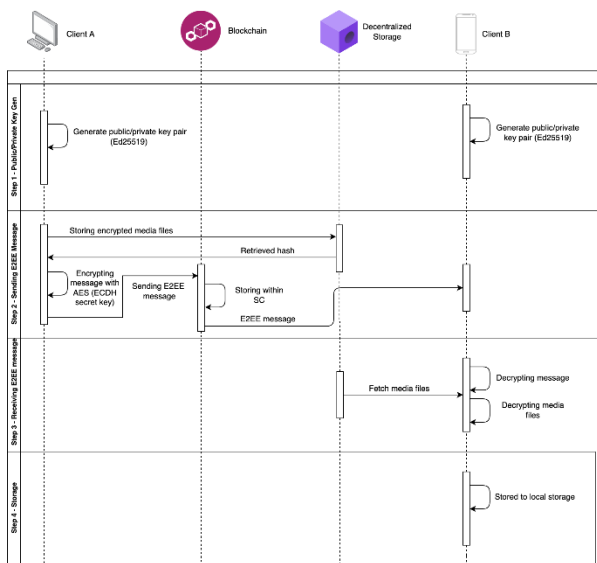 Client A
Blockchain
Decentralized
Storage
Client B
Step 1 - Public/Private Key Gen
Generate public/private key pair
(Ed25519)
Generate public/private
key pair (Ed25519)
Step 2 - Sending E2EE Message
Storing encrypted media files
Retrieved hash
Encrypting
message with
AES (ECDH
secret key)
Sending E2EE
message
Storing within
SC
E2EE message
Step 3 - Receiving E2EE message
Fetch media files
Decrypting message
Decrypting media
files
Step 4 - Storage
Stored to local storage